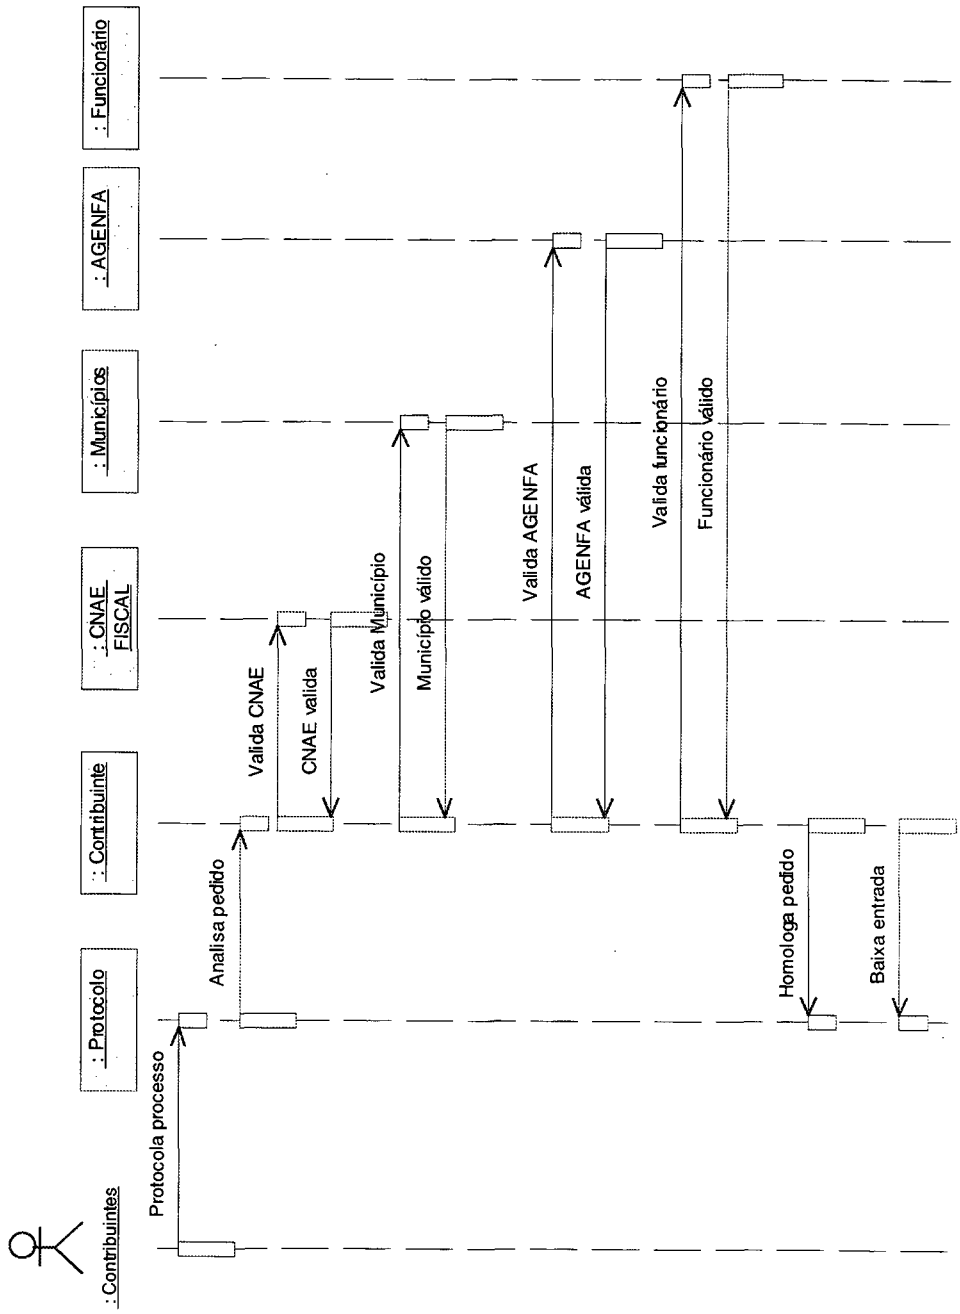 : Contribuintes
: Protocolo
: Contribuinte
: CNAE
FISCAL
: Municípios
: AGENFA
: Funcionário
Protocola processo
Analisa pedido
Valida CNAE
CNAE valida
Valida Município
Município válido
Valida AGENFA
AGENFA válida
Valida funcionário
Funcionário válido
Homologa pedido
Baixa entrada